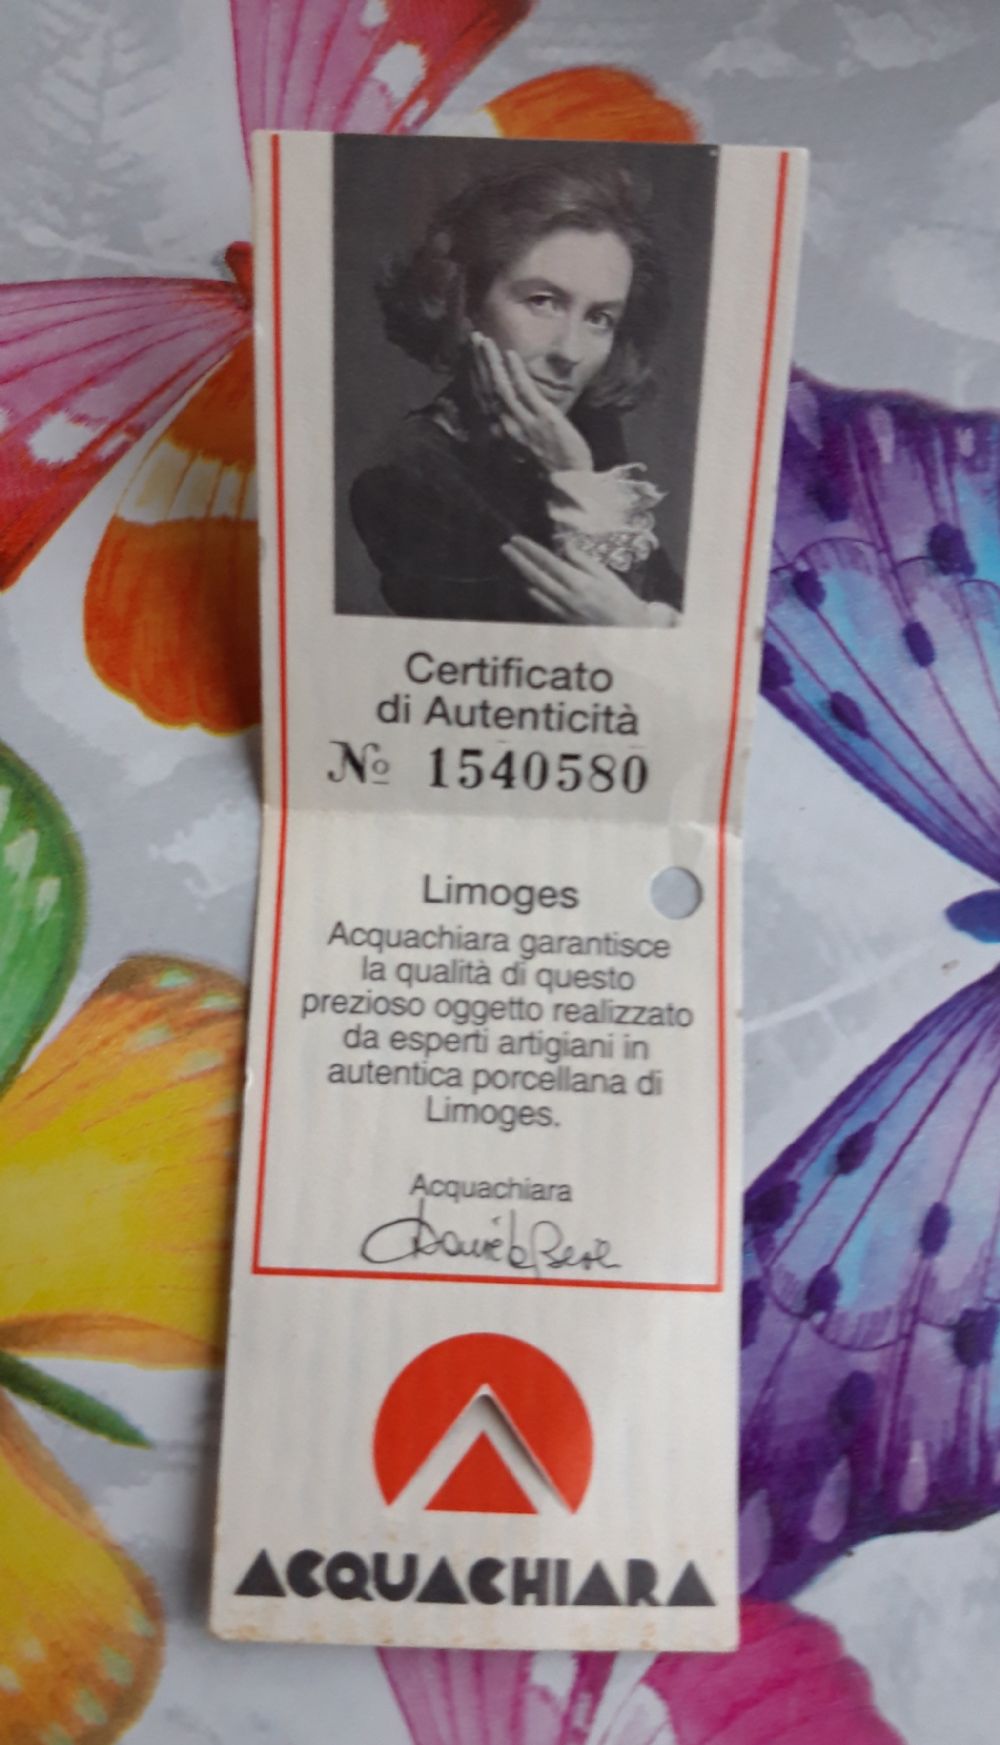 Certificato
di Autenticità
№ 1540580
Limoges
Acquachiara garantisce
la qualità di questo
prezioso oggetto realizzato
da esperti artigiani in
autentica porcellana di
Limoges.
Acquachiara
ACQUACHIARA